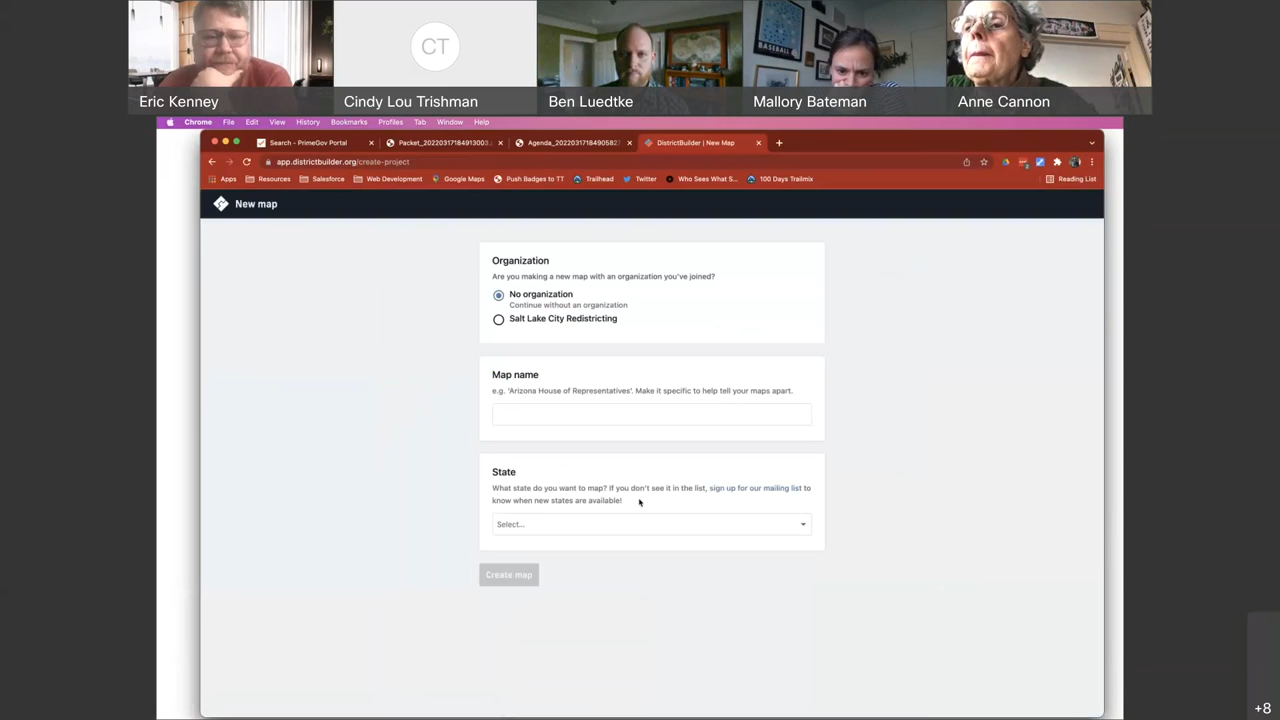 CT
BASEBALL
Eric Kenney
Cindy Lou Trishman
Ben Luedtke
Mallory Bateman
Anne Cannon
Chrome File Edit View History Bookmarks Profiles Tab Window Help
Search - PrimeGov Portal
Packet_20220317184913003
Agenda_20220317184905827
DistrictBuilder | New Map
app.districtbuilder.org/create-project
Apps Resources Salesforce Web Development Google Maps Push Badges to TT Trailhead Twitter Who Sees What S... 100 Days Trailmix Reading List
New map
Organization
Are you making a new map with an organization you've joined?
No organization
Continue without an organization
Salt Lake City Redistricting
Map name
e.g. 'Arizona House of Representatives'. Make it specific to help tell your maps apart.
State
What state do you want to map? If you don't see it in the list, sign up for our mailing list to
know when new states are available!
Select...
Create map
+8